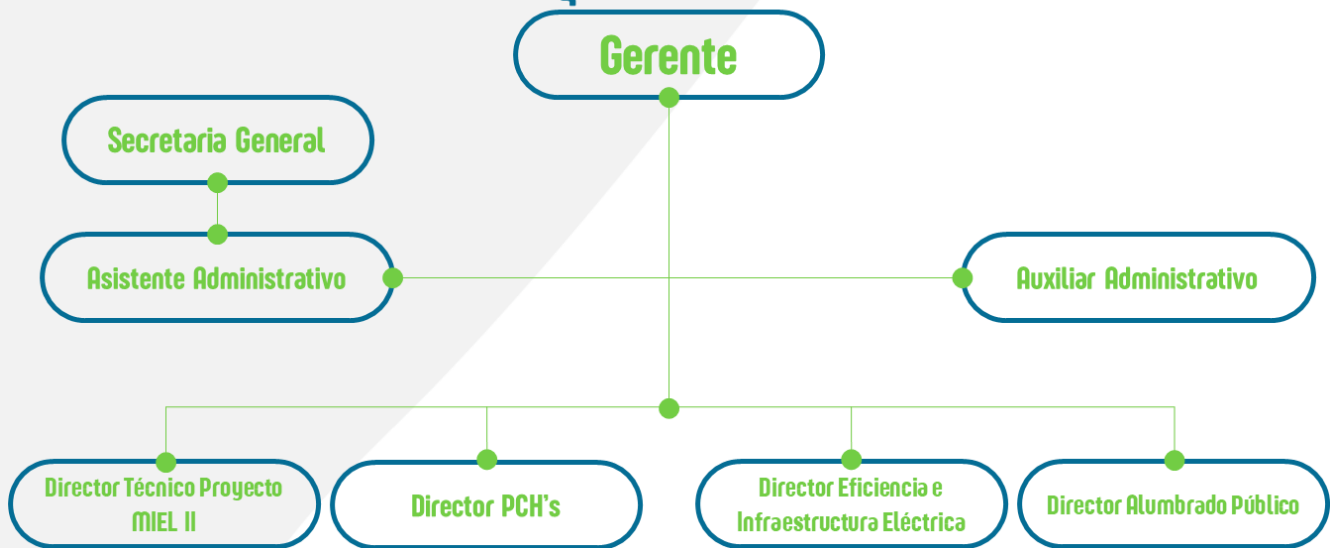 Gerente
Secretaria General
Asistente Administrativo
Auxiliar Administrativo
Director Técnico Proyecto
MIEL II
Director PCH's
Director Eficiencia e
Infraestructura Eléctrica
Director Alumbrado Público